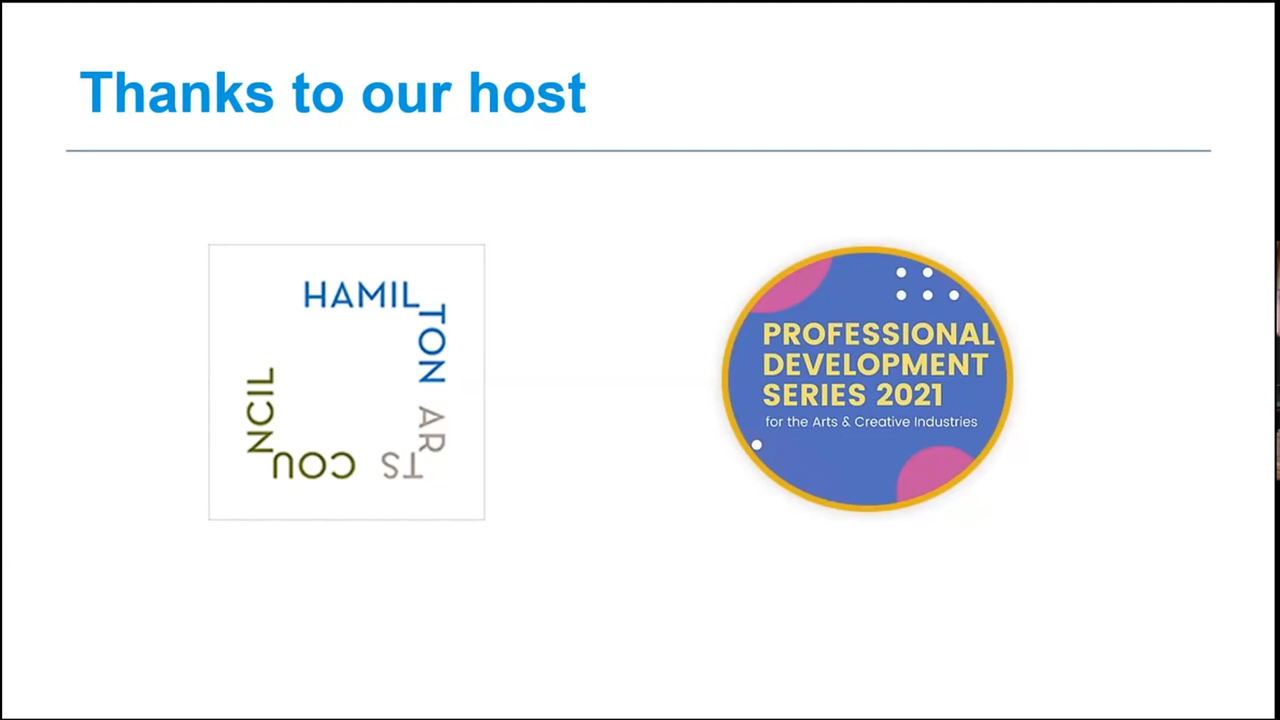 Thanks to our host
HAMILTON ARTS COUNCIL
PROFESSIONAL
DEVELOPMENT
SERIES 2021
for the Arts & Creative Industries